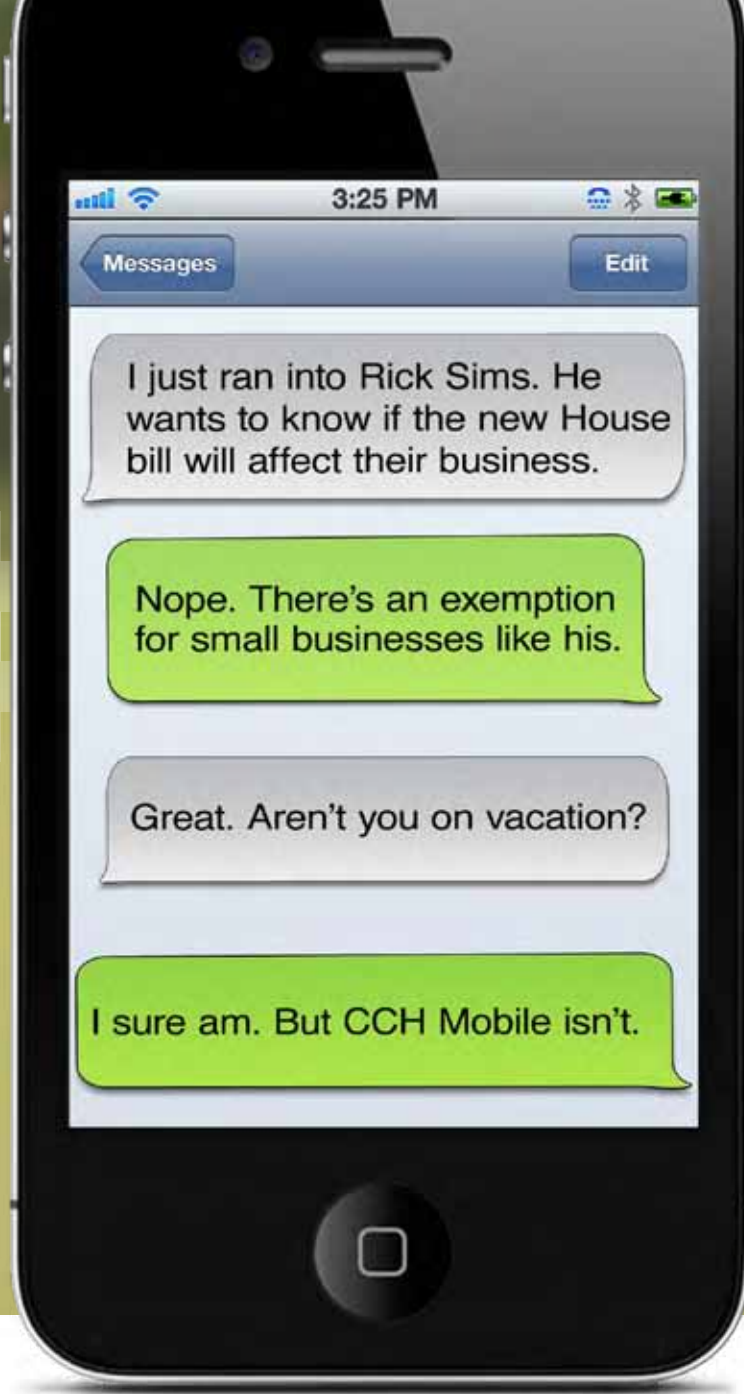 3:25 PM
Messages
Edit
I just ran into Rick Sims. He
wants to know if the new House
bill will affect their business.
Nope. There's an exemption
for small businesses like his.
Great. Aren't you on vacation?
I sure am. But CCH Mobile isn't.